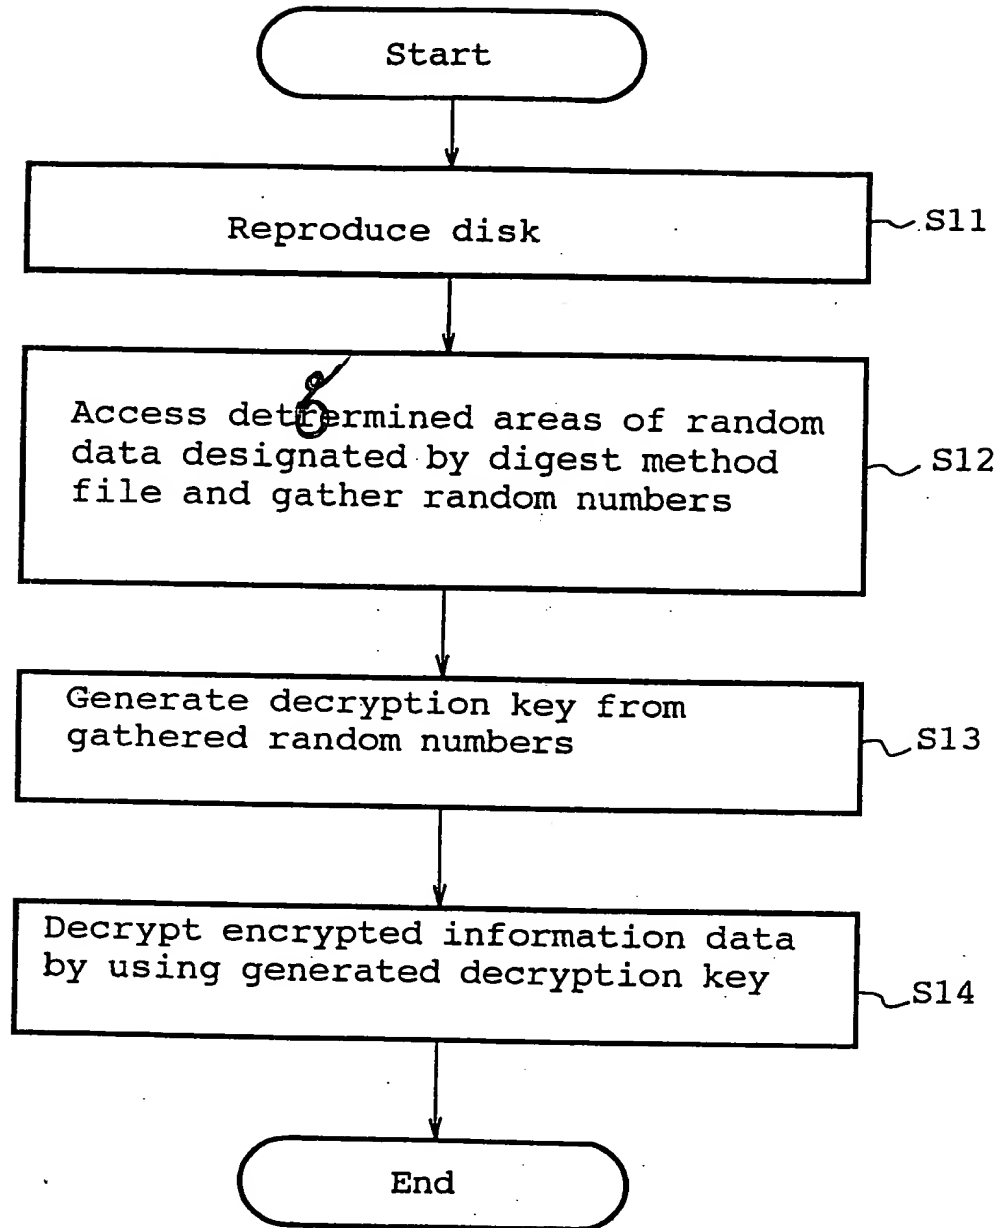 Start
Reproduce disk
S11
Access detrermined areas of random
data designated by digest method
file and gather random numbers
S12
Generate decryption key from
gathered random numbers
S13
Decrypt encrypted information data
by using generated decryption key
S14
End